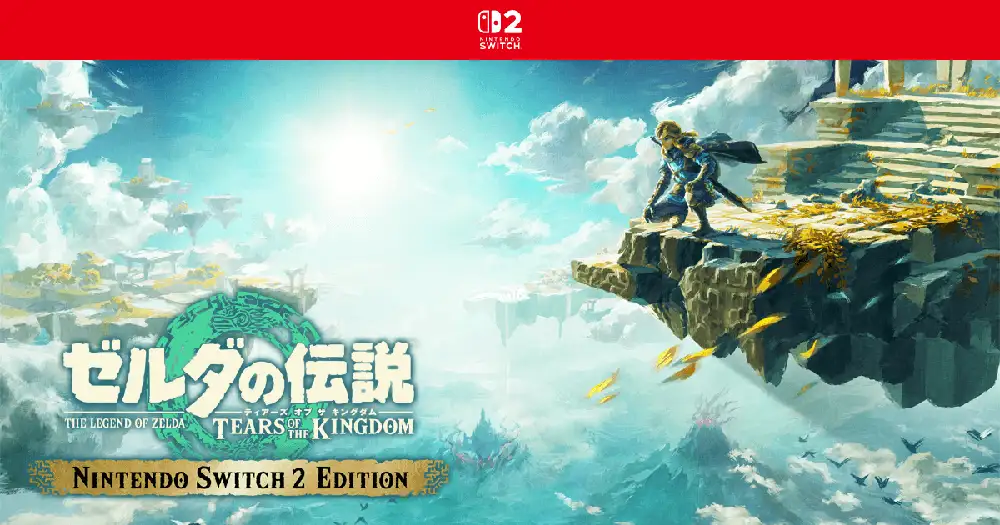 2
NINTENDO
SWITCH
ゼルダの伝説
ティアーズ オブ ザ キングダム
THE LEGEND OF ZELDA
TEARS OF THE KINGDOM
NINTENDO SWITCH 2 EDITION